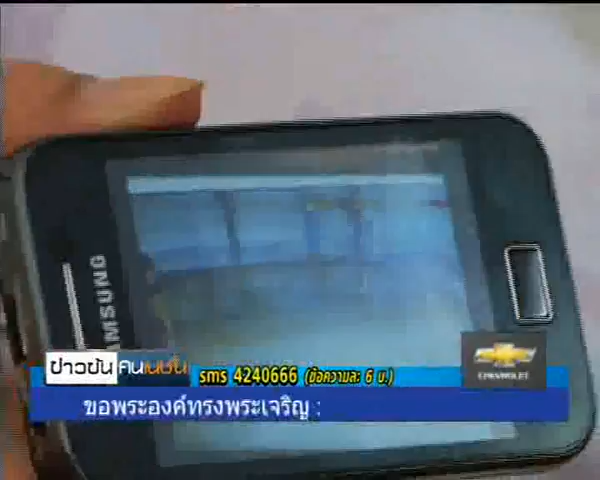 SAMSUNG
ข่าวข้น คนเนชั่น
sms 4240666 (ข้อความละ 6 บ.)
CHEVROLET
ขอพระองค์ทรงพระเจริญ :